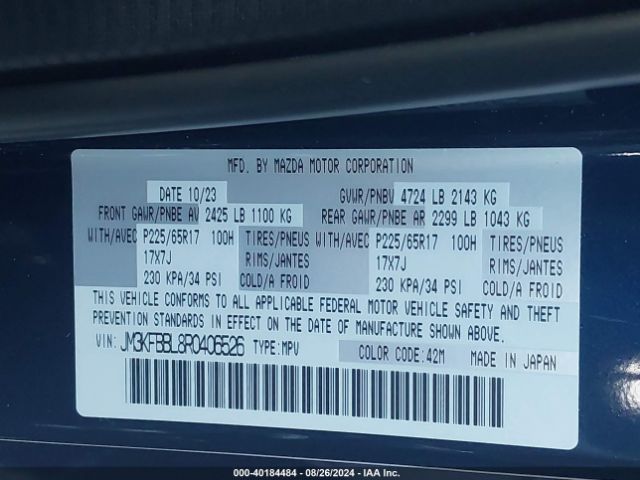 MFD. BY MAZDA MOTOR CORPORATION
DATE 10/23 GVWR/PNBV 4724 LB 2143 KG
FRONT GAWR/PNBE AV 2425 LB 1100 KG REAR GAWR/PNBE AR 2299 LB 1043 KG
WITH/AVEC P225/65R17 100H TIRES/PNEUS WITH/AVEC P225/65R17 100H TIRES/PNEUS
17X7J RIMS/JANTES 17X7J RIMS/JANTES
230 KPA/34 PSI COLD/A FROID 230 KPA/34 PSI COLD/A FROID
THIS VEHICLE CONFORMS TO ALL APPLICABLE FEDERAL MOTOR VEHICLE SAFETY AND THEFT
PREVENTION STANDARDS IN EFFECT ON THE DATE OF MANUFACTURE SHOWN ABOVE.
VIN: JM3KFBBL8R0406526 TYPE:MPV COLOR CODE:42M MADE IN JAPAN
000-40184484 - 08/26/2024 - IAA Inc.